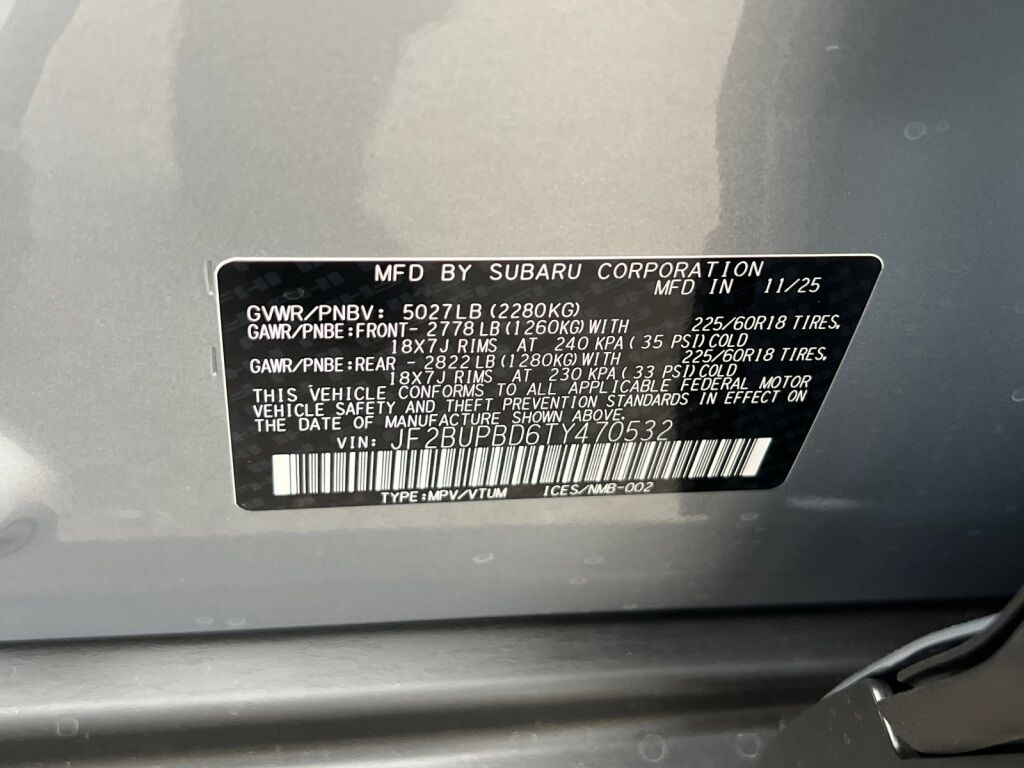 MFD BY SUBARU CORPORATION
MFD IN 11/25
GVWR/PNBV: 5027LB (2280KG)
GAWR/PNBE:FRONT- 2778 LB (1260KG) WITH 225/60R18 TIRES,
18X7J RIMS AT 240 KPA ( 35 PSI) COLD
GAWR/PNBE:REAR - 2822 LB (1280KG) WITH 225/60R18 TIRES,
18X7J RIMS AT 230 KPA ( 33 PSI) COLD
THIS VEHICLE CONFORMS TO ALL APPLICABLE FEDERAL MOTOR
VEHICLE SAFETY AND THEFT PREVENTION STANDARDS IN EFFECT ON
THE DATE OF MANUFACTURE SHOWN ABOVE.
VIN: JF2BUPBD6TY470532
TYPE:MPV/VTUM ICES/NMB-002